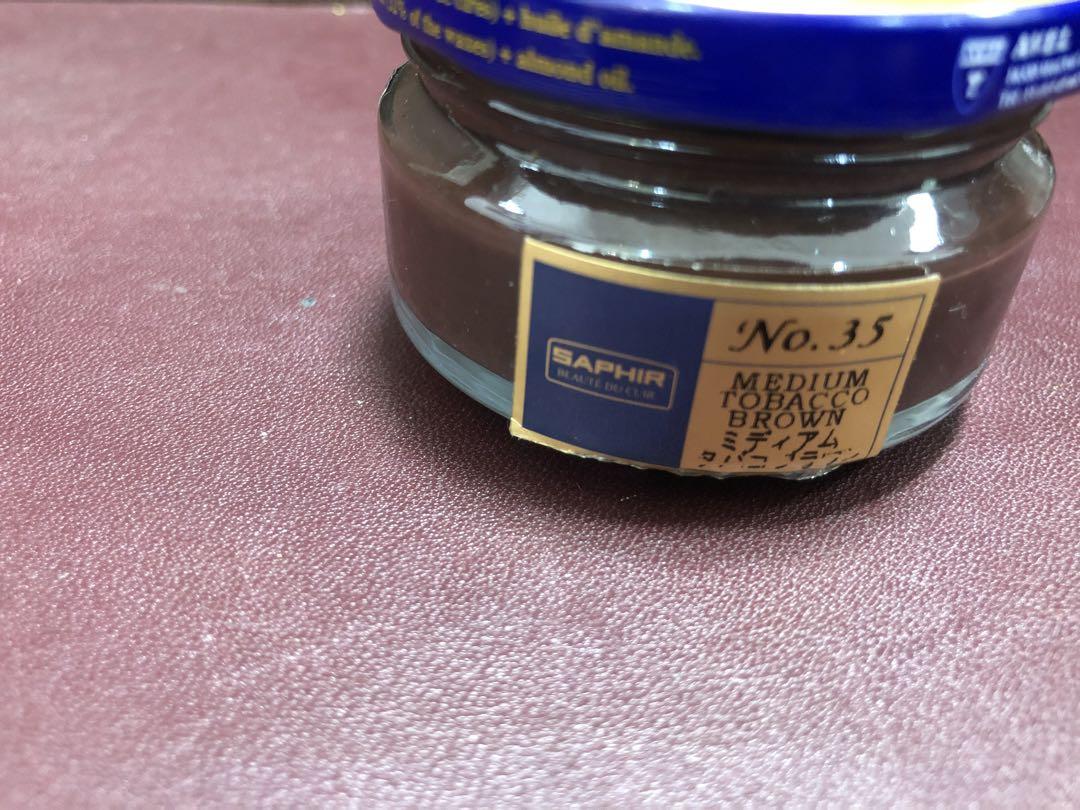 + huile d'amande.
of the waxes) + almond oil.
AVEL
SAPHIR
BEAUTÉ DU CUIR
No. 35
MEDIUM
TOBACCO
BROWN
ミディアム